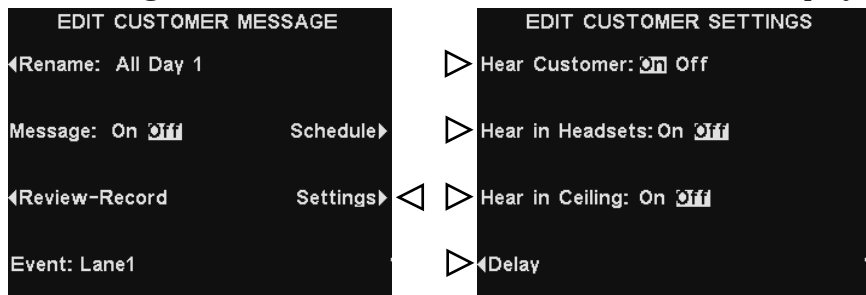 EDIT CUSTOMER MESSAGE
Rename: All Day 1
Message: On Off Schedule
Review-Record Settings
Event: Lane1
EDIT CUSTOMER SETTINGS
Hear Customer: On Off
Hear in Headsets: On Off
Hear in Ceiling: On Off
Delay